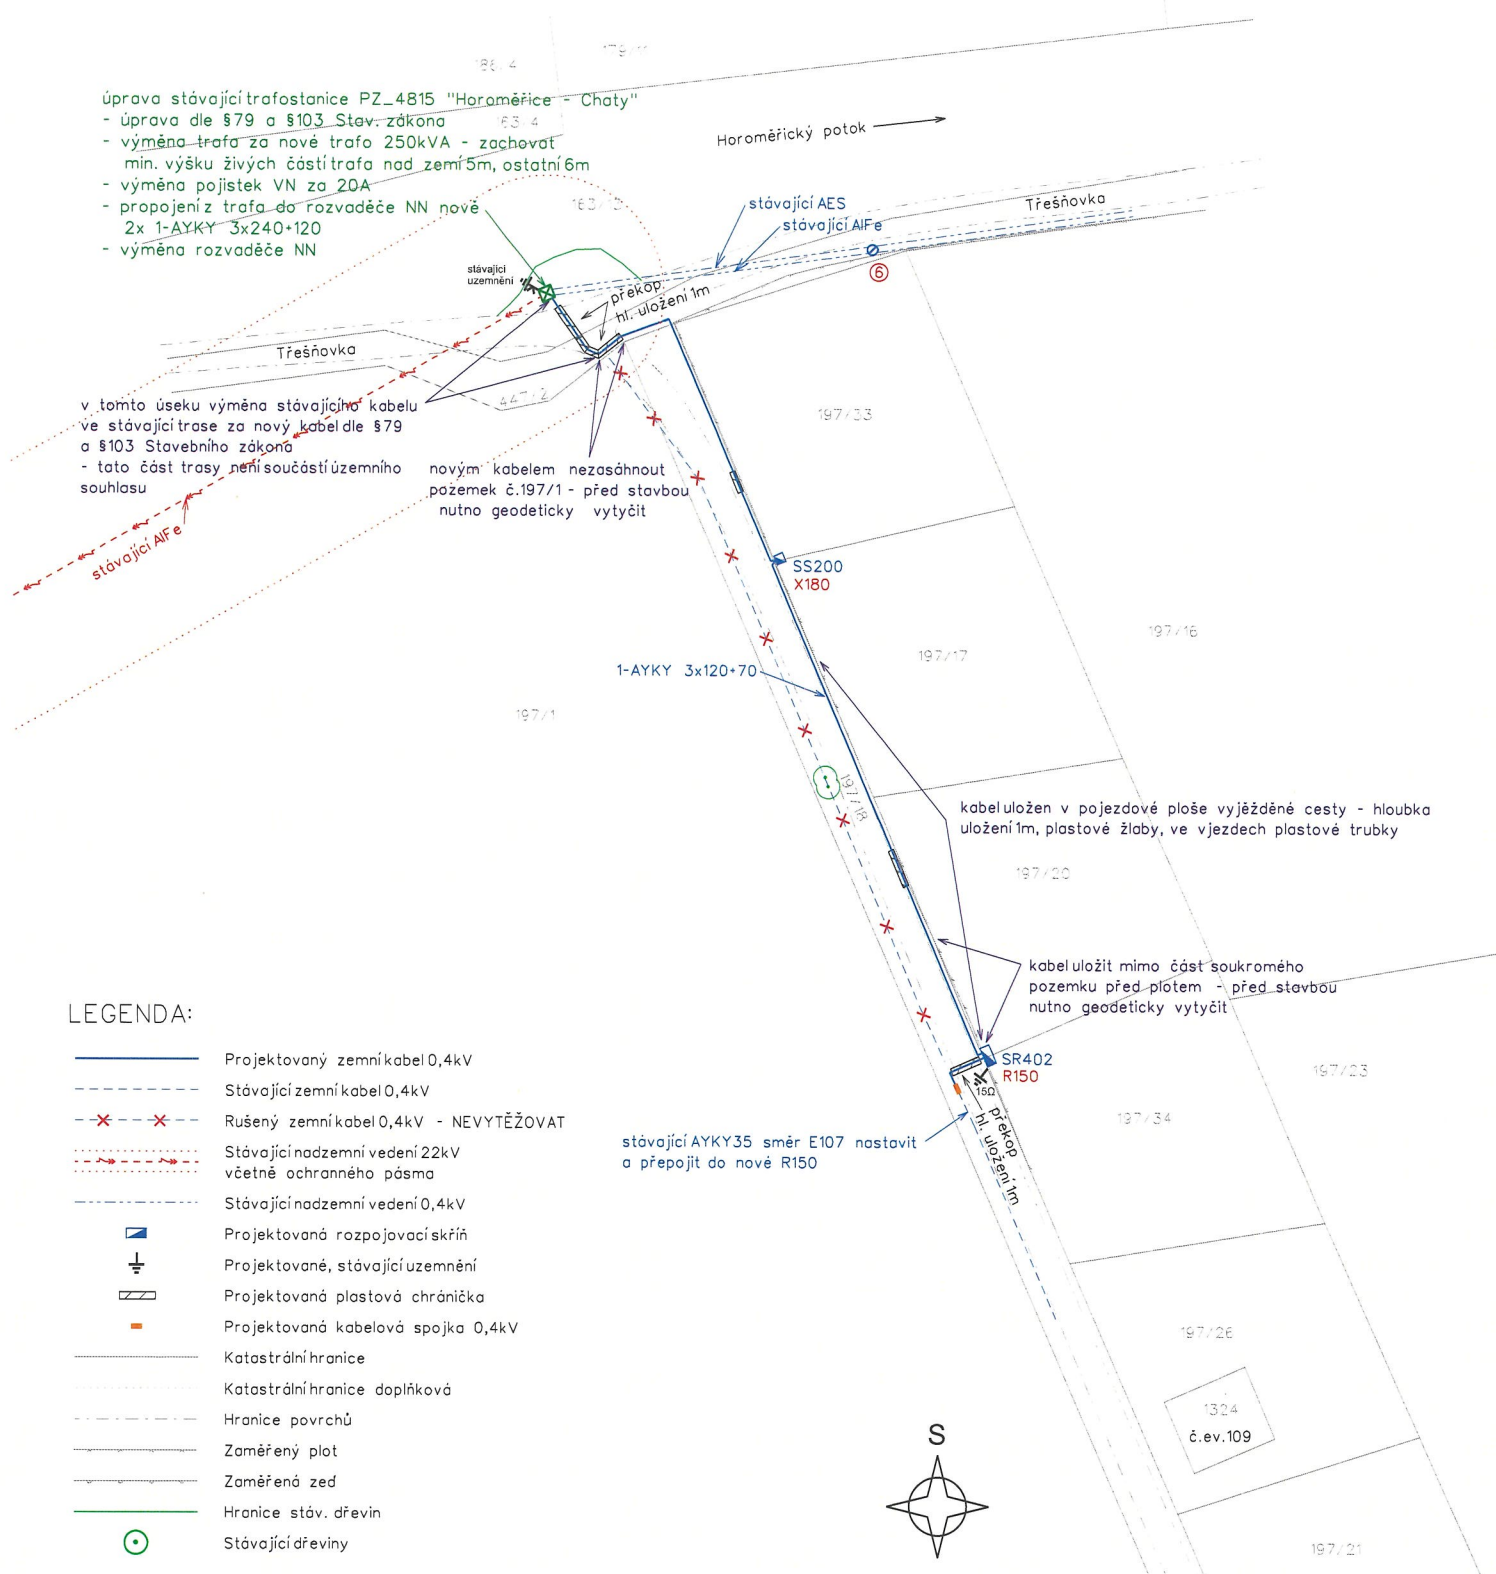 188/4
179/11
úprava stávající trafostanice PZ_4815 "Horoměřice - Chaty"
- úprava dle §79 a §103 Stav. zákona
63/4
- výměna trafa za nové trafo 250kVA - zachovat
min. výšku živých částí trafa nad zemí 5m, ostatní 6m
- výměna pojistek VN za 20A
- propojení z trafa do rozvaděče NN nově
2x 1-AYKY 3x240+120
- výměna rozvaděče NN
Horoměřický potok
stávající AES
stávající AlFe
Třešňovka
6
stávající
uzemnění
překop
hl. uložení 1m
Třešňovka
447/2
v tomto úseku výměna stávajícího kabelu
ve stávající trase za nový kabel dle §79
a §103 Stavebního zákona
- tato část trasy není součástí územního
souhlasu
novým kabelem nezasáhnout
pozemek č.197/1 - před stavbou
nutno geodeticky vytyčit
stávající AlFe
197/33
SS200
X180
197/16
197/17
1-AYKY 3x120+70
197/1
197/18
kabel uložen v pojezdové ploše vyježděné cesty - hloubka
uložení 1m, plastové žlaby, ve vjezdech plastové trubky
197/20
kabel uložit mimo část soukromého
pozemku před plotem - před stavbou
nutno geodeticky vytyčit
SR402
R150
15Ω
197/23
197/34
překop
hl. uložení 1m
stávající AYKY35 směr E107 nastavit
a přepojit do nové R150
197/26
1324
č.ev.109
197/21
S
LEGENDA:
Projektovaný zemní kabel 0,4kV
Stávající zemní kabel 0,4kV
Rušený zemní kabel 0,4kV - NEVYTĚŽOVAT
Stávající nadzemní vedení 22kV
včetně ochranného pásma
Stávající nadzemní vedení 0,4kV
Projektovaná rozpojovací skříň
Projektované, stávající uzemnění
Projektovaná plastová chránička
Projektovaná kabelová spojka 0,4kV
Katastrální hranice
Katastrální hranice doplňková
Hranice povrchů
Zaměřený plot
Zaměřená zeď
Hranice stáv. dřevin
Stávající dřeviny